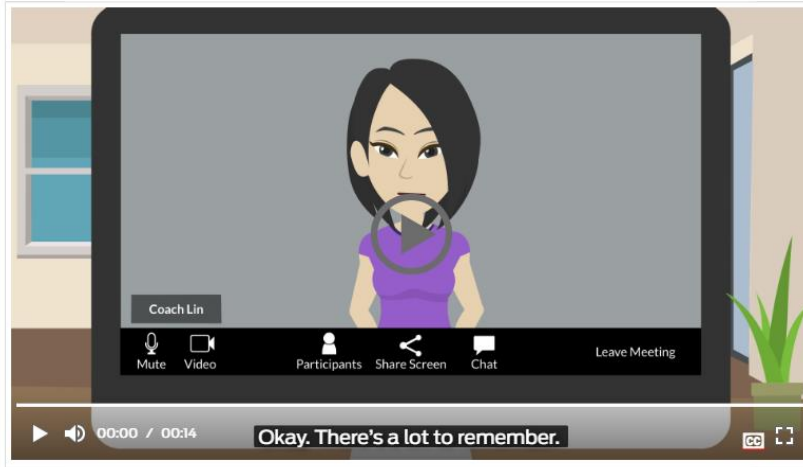 Coach Lin
Mute Video Participants Share Screen Chat Leave Meeting
00:00 / 00:14
Okay. There's a lot to remember.
CC